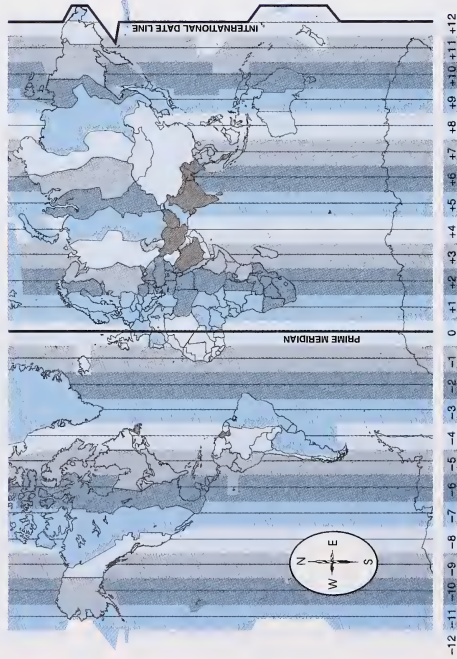 INTERNATIONAL DATE LINE
PRIME MERIDIAN
N
W E
S
-12 -11 -10 -9 -8 -7 -6 -5 -4 -3 -2 -1 0 +1 +2 +3 +4 +5 +6 +7 +8 +9 +10 +11 +12